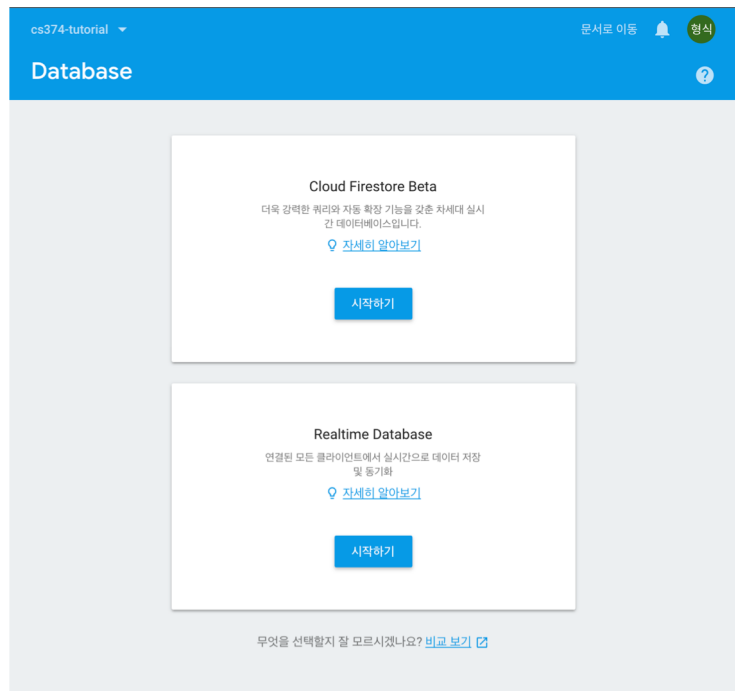 cs374-tutorial
문서로 이동
형식
Database
Cloud Firestore Beta
더욱 강력한 쿼리와 자동 확장 기능을 갖춘 차세대 실시
간 데이터베이스입니다.
자세히 알아보기
시작하기
Realtime Database
연결된 모든 클라이언트에서 실시간으로 데이터 저장
및 동기화
자세히 알아보기
시작하기
무엇을 선택할지 잘 모르시겠나요? 비교 보기